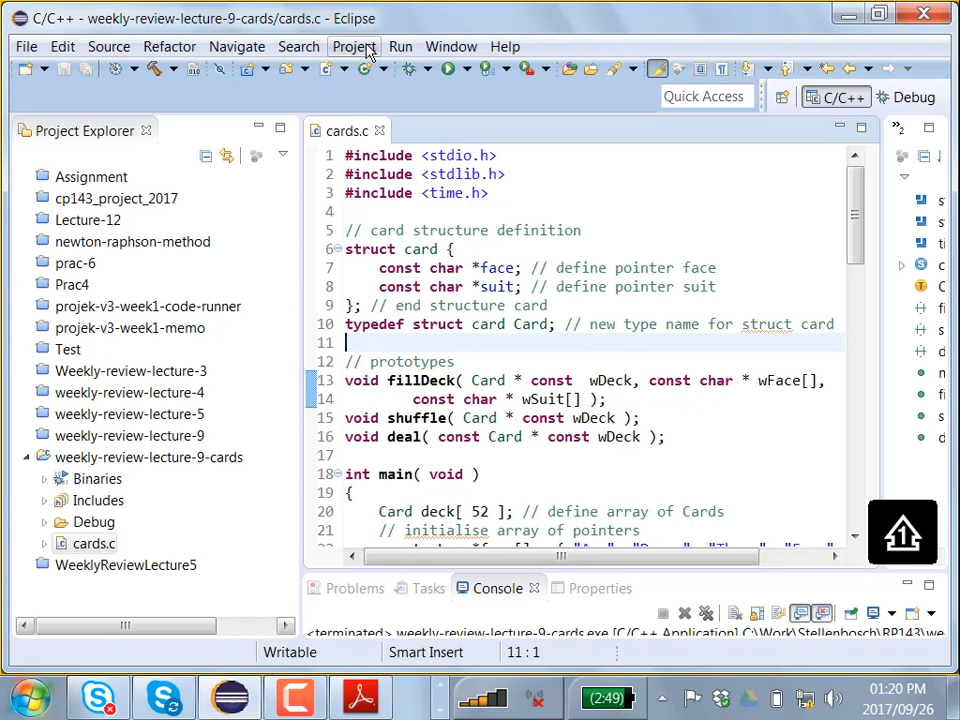 C/C++ - weekly-review-lecture-9-cards/cards.c - Eclipse
File Edit Source Refactor Navigate Search Project Run Window Help
Quick Access C/C++ Debug
Project Explorer
Assignment
cp143_project_2017
Lecture-12
newton-raphson-method
prac-6
Prac4
projek-v3-week1-code-runner
projek-v3-week1-memo
Test
Weekly-review-lecture-3
weekly-review-lecture-4
weekly-review-lecture-5
weekly-review-lecture-9
weekly-review-lecture-9-cards
Binaries
Includes
Debug
cards.c
WeeklyReviewLecture5
cards.c
1 #include <stdio.h>
2 #include <stdlib.h>
3 #include <time.h>
4
5 // card structure definition
6 struct card {
7 const char *face; // define pointer face
8 const char *suit; // define pointer suit
9 }; // end structure card
10 typedef struct card Card; // new type name for struct card
11
12 // prototypes
13 void fillDeck( Card * const  wDeck, const char * wFace[],
14 const char * wSuit[] );
15 void shuffle( Card * const wDeck );
16 void deal( const Card * const wDeck );
17
18 int main( void )
19 {
20 Card deck[ 52 ]; // define array of Cards
21 // initialise array of pointers
Problems Tasks Console Properties
<terminated> weekly-review-lecture-9-cards.exe [C/C++ Application] C:\Work\Stellenbosch\RP143\we
Writable Smart Insert 11 : 1
(2:49)
01:20 PM
2017/09/26